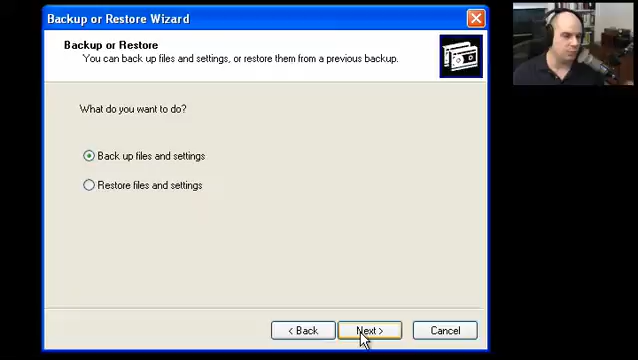 Backup or Restore Wizard
Backup or Restore
You can back up files and settings, or restore them from a previous backup.
What do you want to do?
Back up files and settings
Restore files and settings
< Back
Next >
Cancel